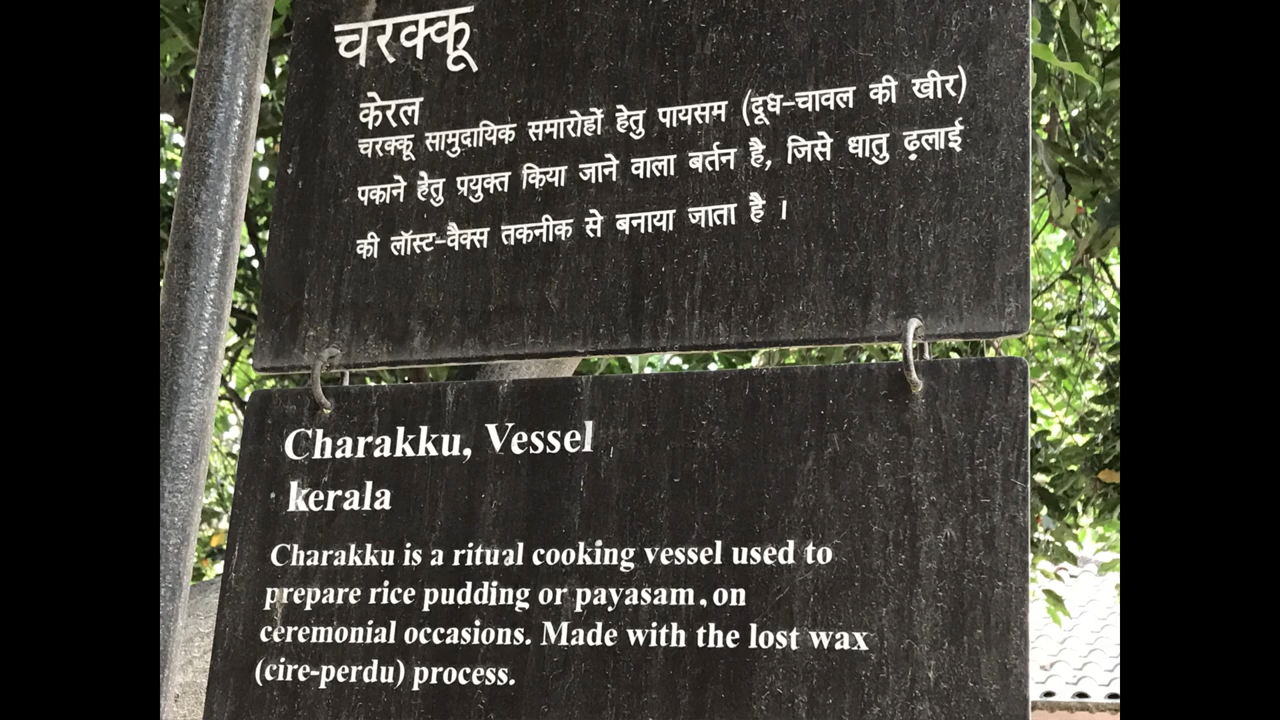 चरक्कू
केरल
चरक्कू सामुदायिक समारोहों हेतु पायसम (दूध-चावल की खीर)
पकाने हेतु प्रयुक्त किया जाने वाला बर्तन है, जिसे धातु ढ़लाई
की लॉस्ट-वैक्स तकनीक से बनाया जाता है ।
Charakku, Vessel
kerala
Charakku is a ritual cooking vessel used to
prepare rice pudding or payasam, on
ceremonial occasions. Made with the lost wax
(cire-perdu) process.